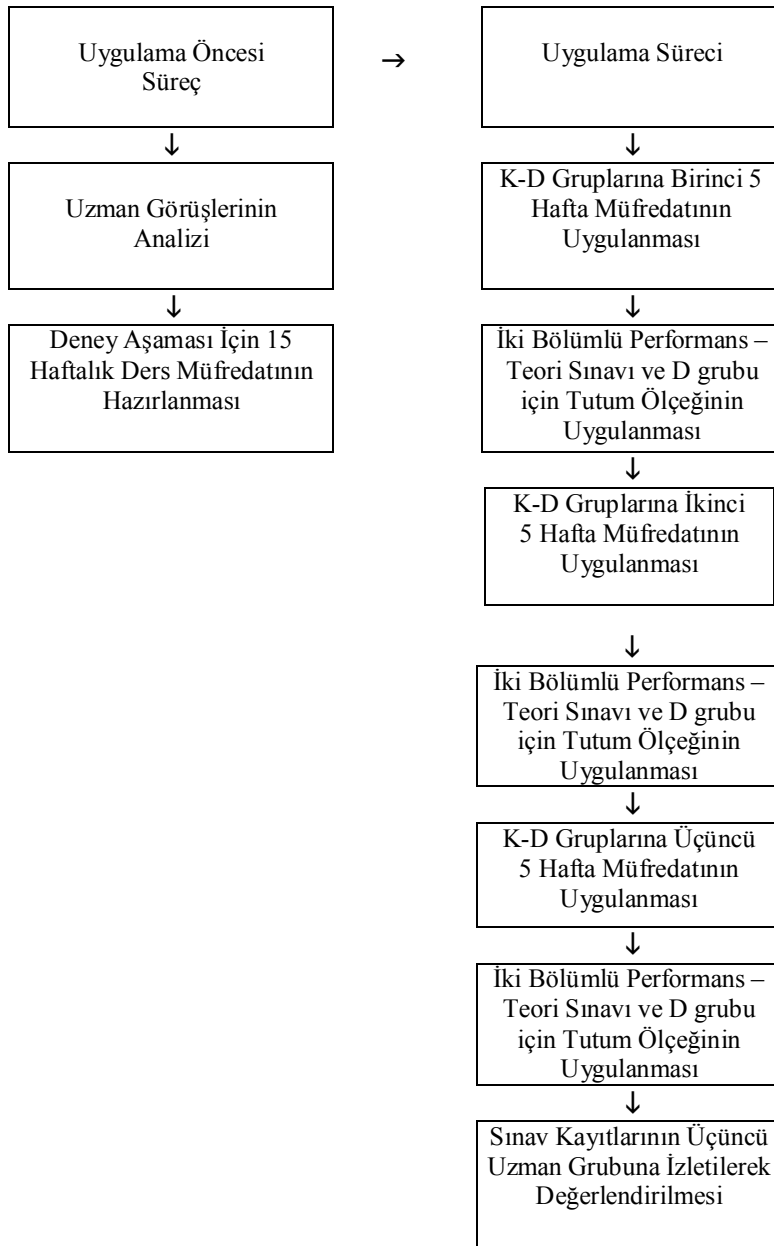 Uygulama Öncesi
Süreç
→
Uygulama Süreci
↓
↓
Uzman Görüşlerinin
Analizi
K-D Gruplarına Birinci 5
Hafta Müfredatının
Uygulanması
↓
↓
Deney Aşaması İçin 15
Haftalık Ders Müfredatının
Hazırlanması
İki Bölümlü Performans –
Teori Sınavı ve D grubu
için Tutum Ölçeğinin
Uygulanması
↓
K-D Gruplarına İkinci
5 Hafta Müfredatının
Uygulanması
↓
İki Bölümlü Performans –
Teori Sınavı ve D grubu
için Tutum Ölçeğinin
Uygulanması
↓
K-D Gruplarına Üçüncü
5 Hafta Müfredatının
Uygulanması
↓
İki Bölümlü Performans –
Teori Sınavı ve D grubu
için Tutum Ölçeğinin
Uygulanması
↓
Sınav Kayıtlarının Üçüncü
Uzman Grubuna İzletilerek
Değerlendirilmesi